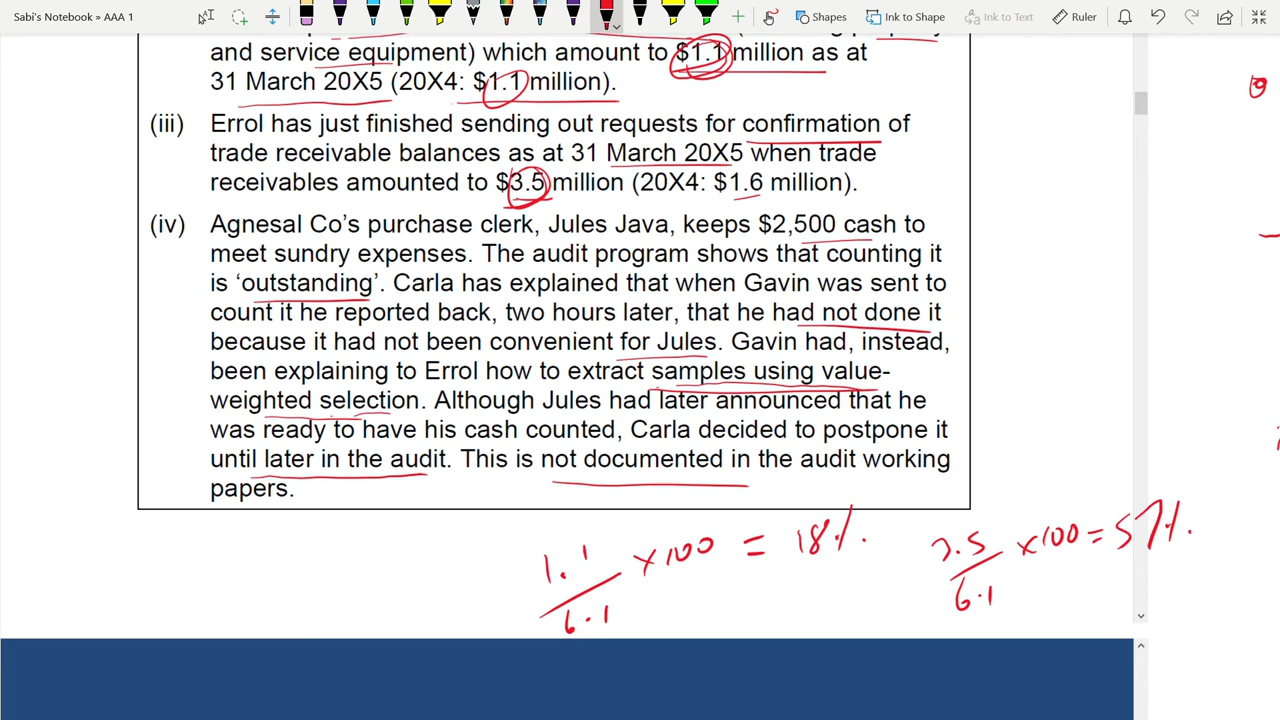 Sabi's Notebook » AAA 1
Shapes
Ink to Shape
Ink to Text
Ruler
and service equipment) which amount to $1.1 million as at
31 March 20X5 (20X4: $1.1 million).
(iii) Errol has just finished sending out requests for confirmation of
trade receivable balances as at 31 March 20X5 when trade
receivables amounted to $3.5 million (20X4: $1.6 million).
(iv) Agnesal Co's purchase clerk, Jules Java, keeps $2,500 cash to
meet sundry expenses. The audit program shows that counting it
is 'outstanding'. Carla has explained that when Gavin was sent to
count it he reported back, two hours later, that he had not done it
because it had not been convenient for Jules. Gavin had, instead,
been explaining to Errol how to extract samples using value-
weighted selection. Although Jules had later announced that he
was ready to have his cash counted, Carla decided to postpone it
until later in the audit. This is not documented in the audit working
papers.
1.1/6.1 x100 = 18%.
3.5/6.1 x100 = 57%.